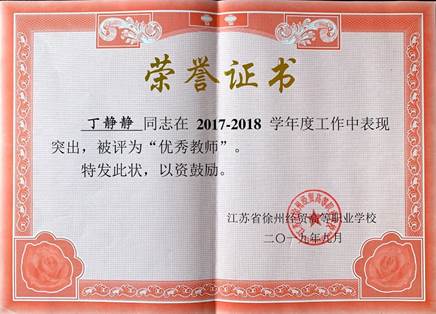 荣誉证书
丁静静 同志在 2017-2018 学年度工作中表现
突出，被评为“优秀教师”。
特发此状，以资鼓励。
江苏省徐州经贸高等职业学校
二〇一九年九月